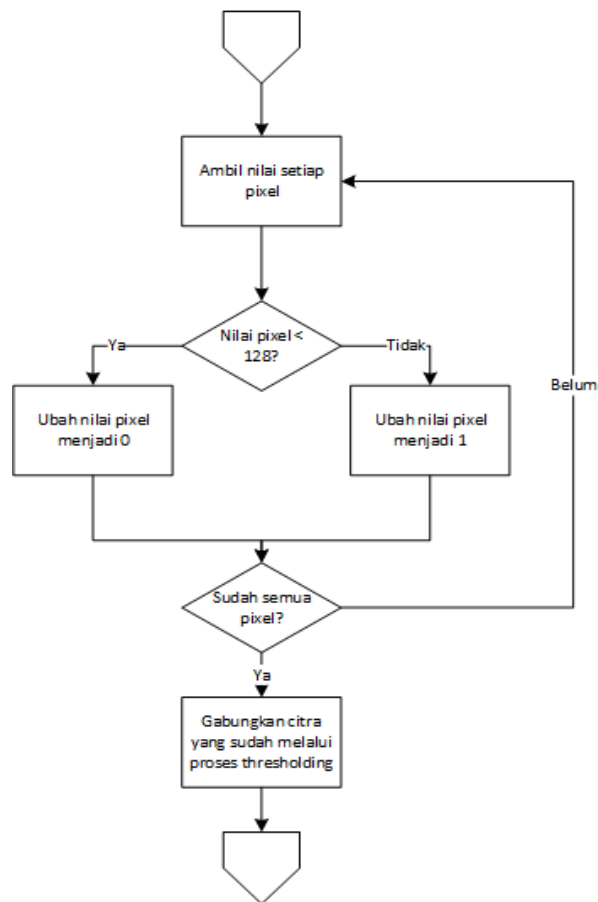 Ambil nilai setiap
pixel
Nilai pixel <
128?
Ya
Tidak
Belum
Ubah nilai pixel
menjadi 0
Ubah nilai pixel
menjadi 1
Sudah semua
pixel?
Ya
Gabungkan citra
yang sudah melalui
proses thresholding